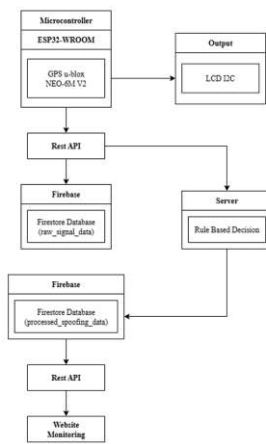 Microcontroller
ESP32-WROOM
GPS u-blox
NEO-6M V2
Output
LCD I2C
Rest API
Firebase
Firestore Database
(raw_signal_data)
Server
Rule Based Decision
Firebase
Firestore Database
(processed_spoofing_data)
Rest API
Website
Monitoring